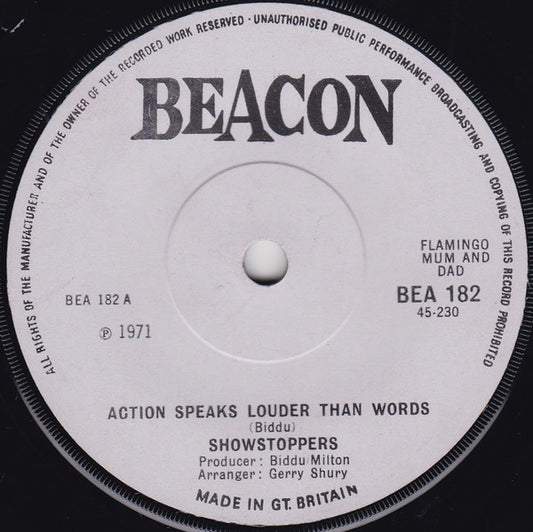 ALL RIGHTS OF THE MANUFACTURER AND OF THE OWNER OF THE RECORDED WORK RESERVED · UNAUTHORISED PUBLIC PERFORMANCE BROADCASTING AND COPYING OF THIS RECORD PROHIBITED
BEACON
FLAMINGO
MUM AND
DAD
BEA 182 A
BEA 182
45-230
℗ 1971
ACTION SPEAKS LOUDER THAN WORDS
(Biddu)
SHOWSTOPPERS
Producer: Biddu/Milton
Arranger: Gerry Shury
MADE IN GT. BRITAIN